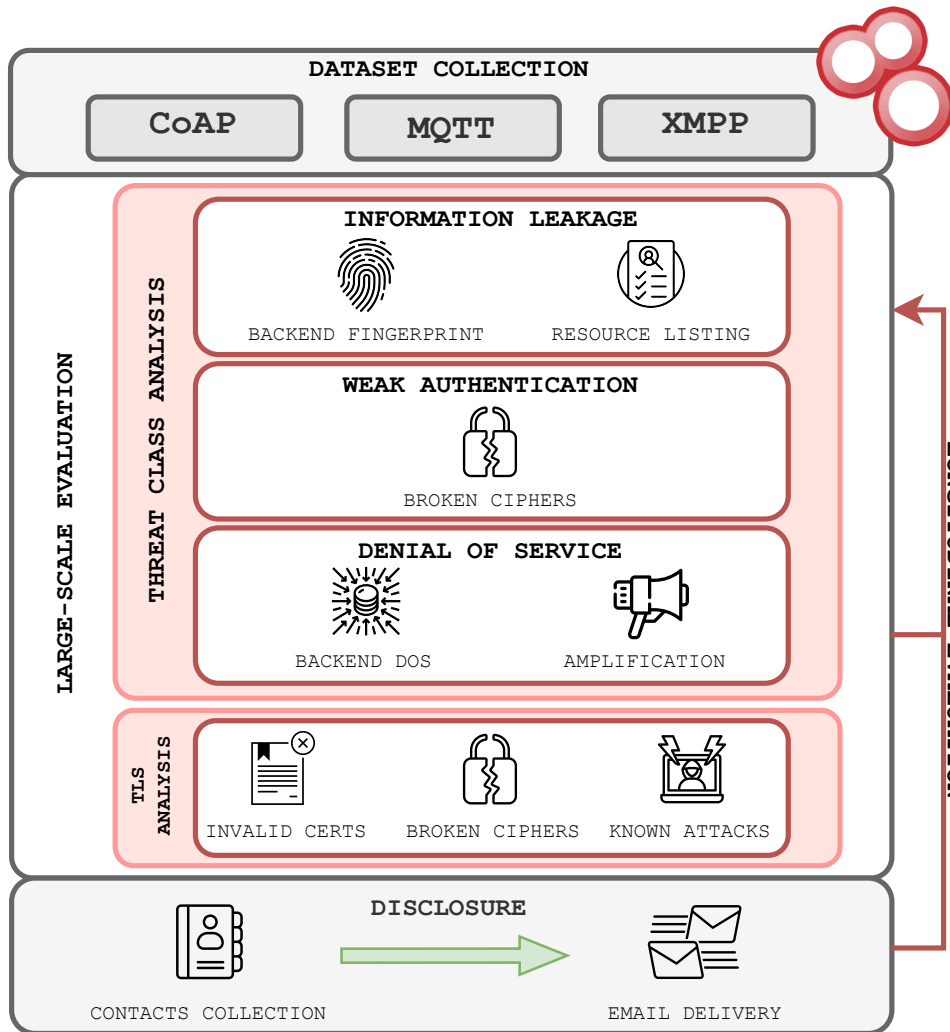 DATASET COLLECTION
CoAP
MQTT
XMPP
LARGE-SCALE EVALUATION
THREAT CLASS ANALYSIS
INFORMATION LEAKAGE
BACKEND FINGERPRINT
RESOURCE LISTING
WEAK AUTHENTICATION
BROKEN CIPHERS
DENIAL OF SERVICE
BACKEND DOS
AMPLIFICATION
TLS
ANALYSIS
INVALID CERTS
BROKEN CIPHERS
KNOWN ATTACKS
DISCLOSURE
CONTACTS COLLECTION
EMAIL DELIVERY